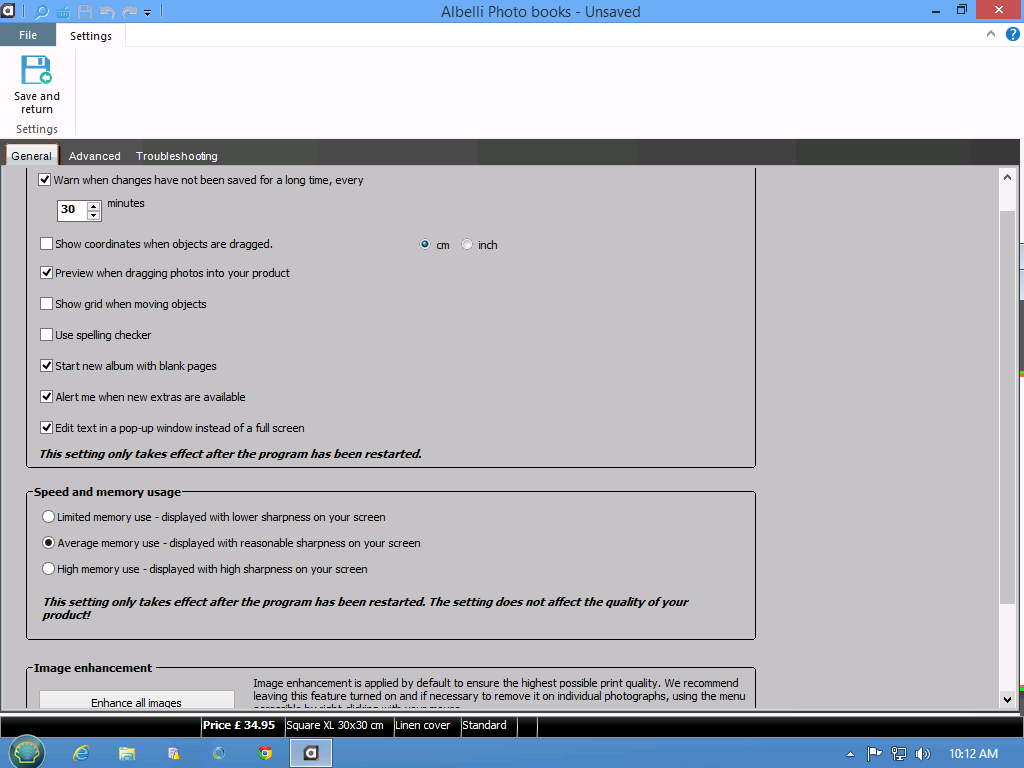 Albelli Photo books - Unsaved
File
Settings
Save and
return
Settings
General
Advanced
Troubleshooting
Warn when changes have not been saved for a long time, every
30
minutes
Show coordinates when objects are dragged.
cm
inch
Preview when dragging photos into your product
Show grid when moving objects
Use spelling checker
Start new album with blank pages
Alert me when new extras are available
Edit text in a pop-up window instead of a full screen
This setting only takes effect after the program has been restarted.
Speed and memory usage
Limited memory use - displayed with lower sharpness on your screen
Average memory use - displayed with reasonable sharpness on your screen
High memory use - displayed with high sharpness on your screen
This setting only takes effect after the program has been restarted. The setting does not affect the quality of your
product!
Image enhancement
Image enhancement is applied by default to ensure the highest possible print quality. We recommend
leaving this feature turned on and if necessary to remove it on individual photographs, using the menu
accessible by right-clicking with your mouse.
Enhance all images
Price £ 34.95
Square XL 30x30 cm
Linen cover
Standard
10:12 AM